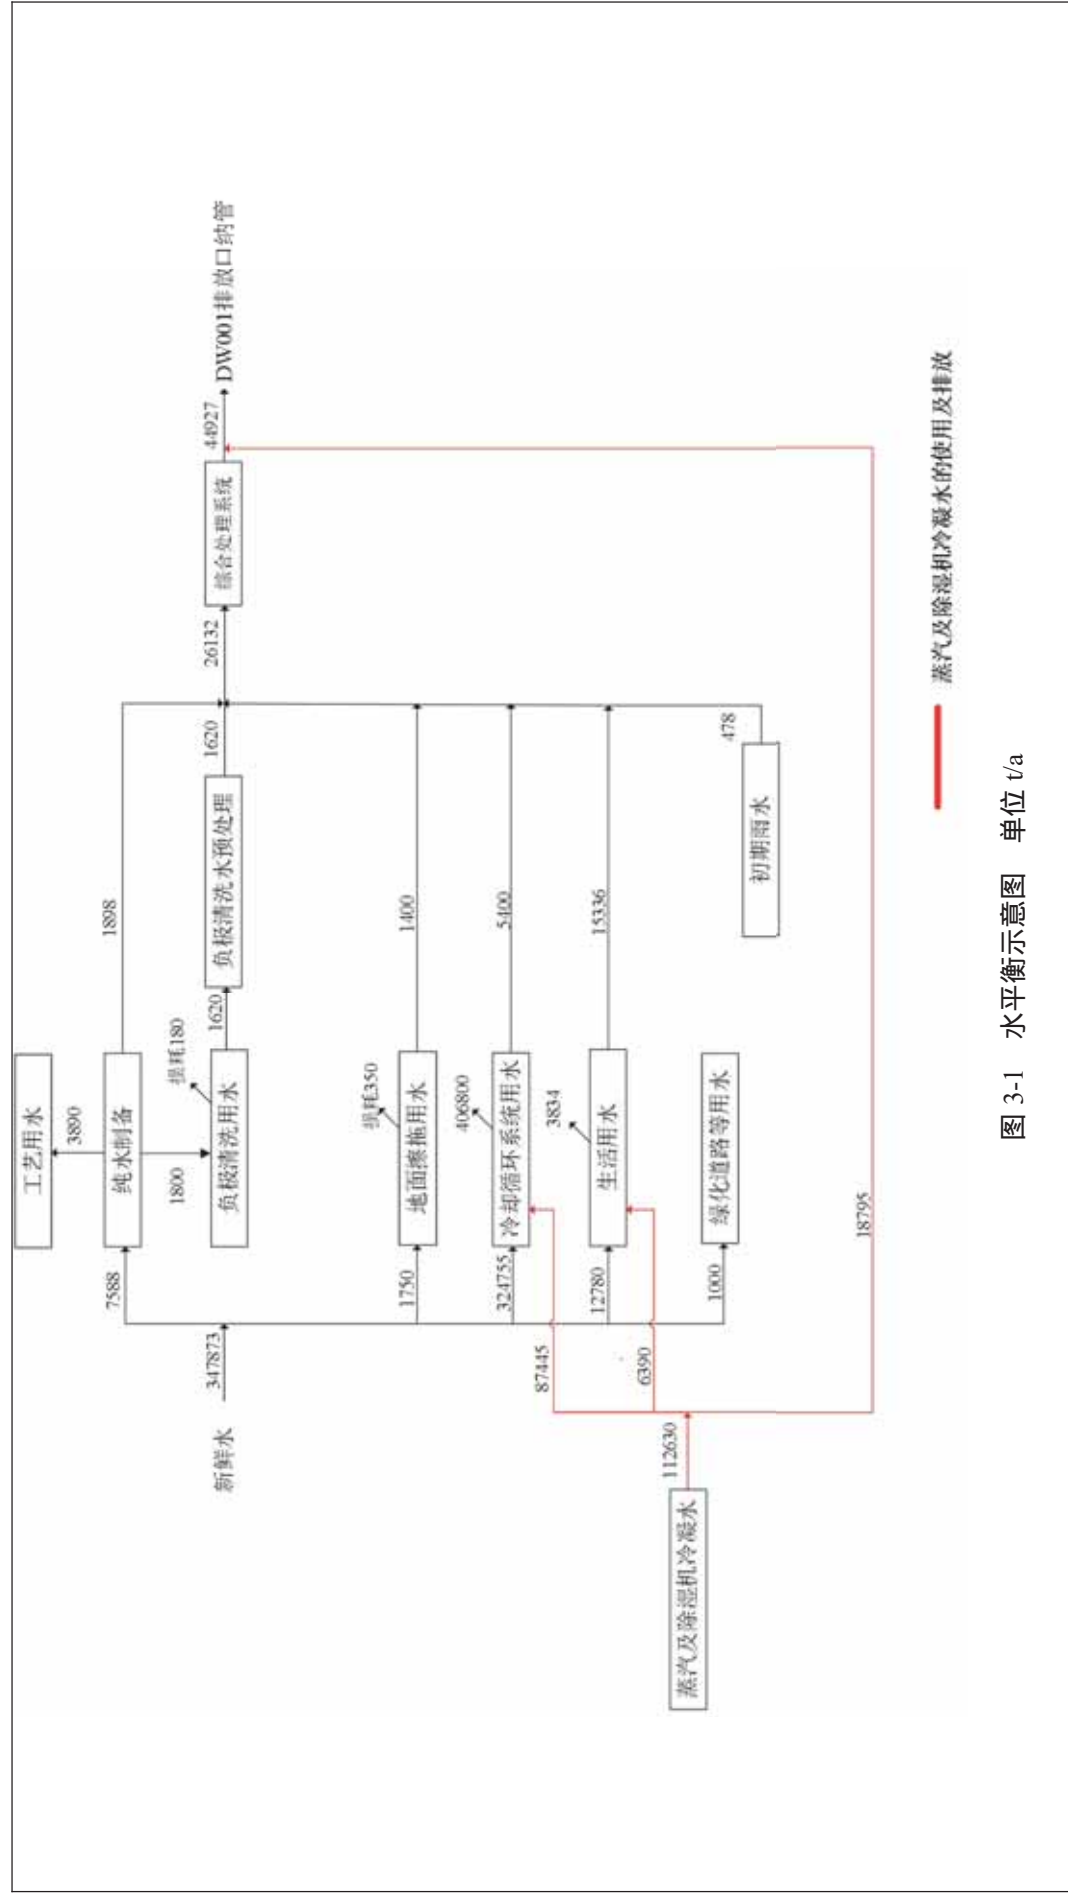 工艺用水
3890
纯水制备
7588
1898
1800
损耗180
新鲜水
347873
负极清洗用水
1620
负极清洗水预处理
1620
26132
综合处理系统
44927
DW001排放口纳管
损耗350
1750
地面擦拖用水
1400
406800
324755
冷却循环系统用水
5400
87445
3834
12780
生活用水
15336
6390
1000
绿化道路等用水
初期雨水
478
蒸汽及除湿机冷凝水
112630
18795
蒸汽及除湿机冷凝水的使用及排放
图 3-1 水平衡示意图 单位 t/a